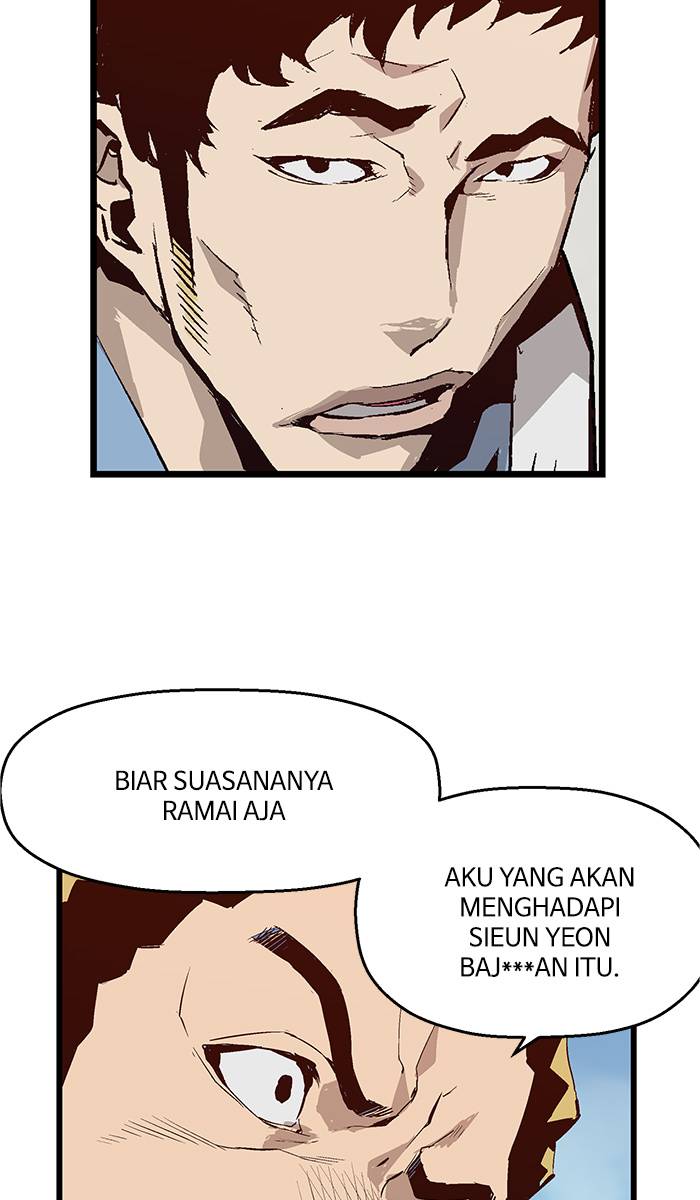 BIAR SUASANANYA
RAMAI AJA
AKU YANG AKAN
MENGHADAPI
SIEUN YEON
BAJ***AN ITU.